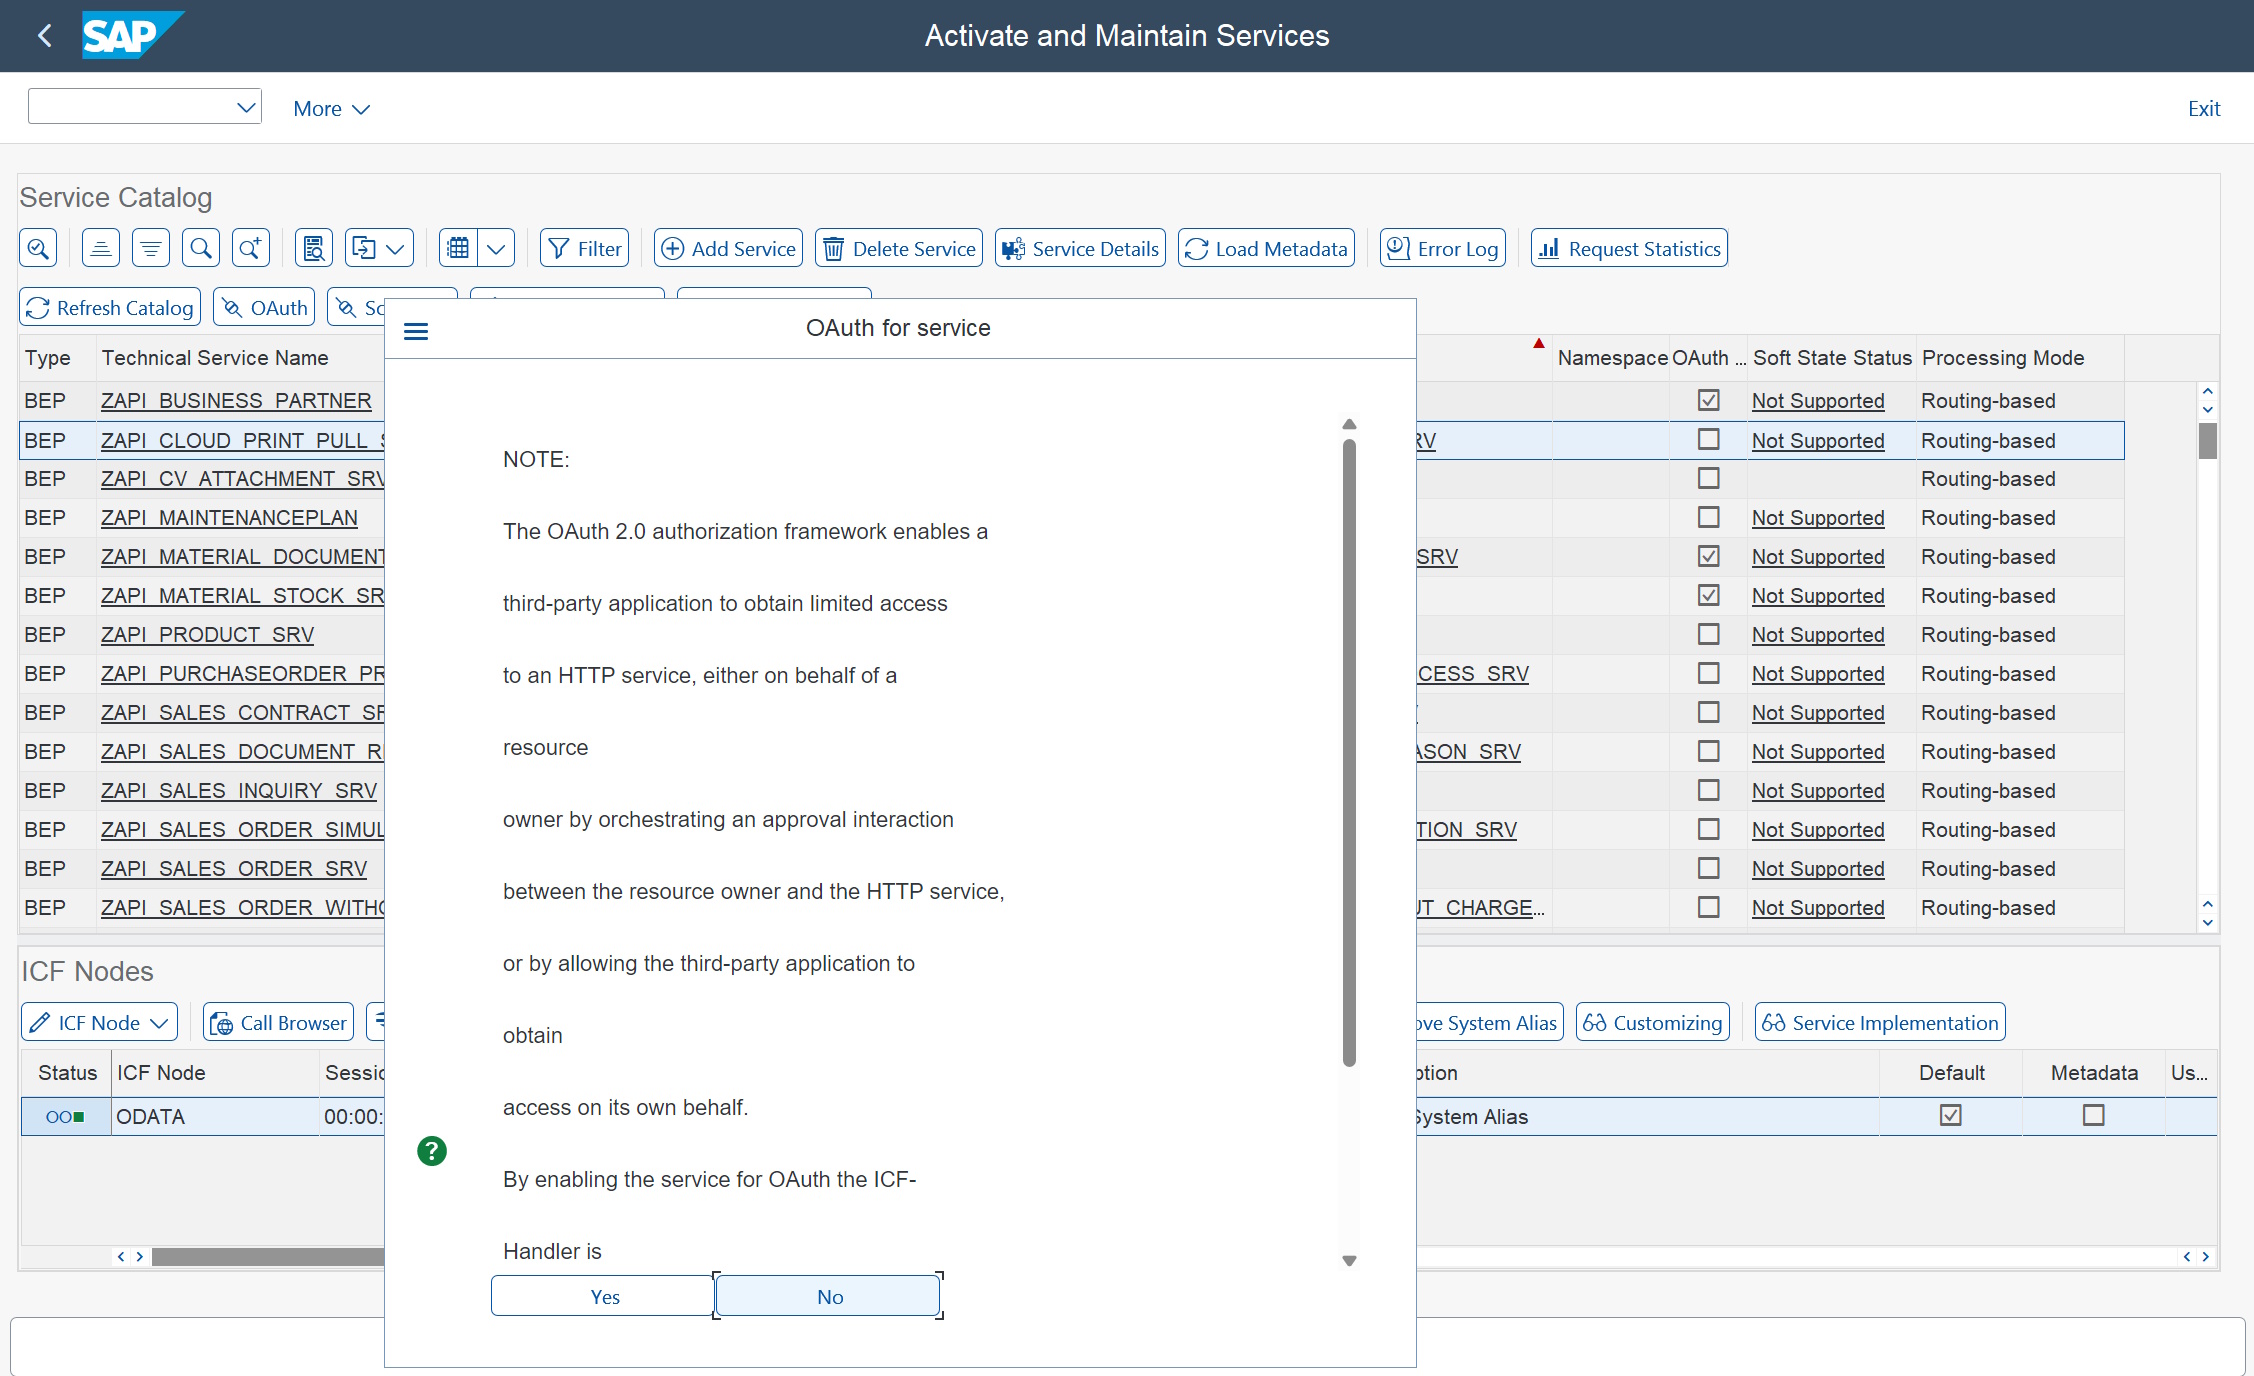 SAP
Activate and Maintain Services
More
Exit
Service Catalog
Filter
Add Service
Delete Service
Service Details
Load Metadata
Error Log
Request Statistics
Refresh Catalog
OAuth
OAuth for service
Type Technical Service Name Namespace OAuth ... Soft State Status Processing Mode
BEP ZAPI_BUSINESS_PARTNER Not Supported Routing-based
BEP ZAPI_CLOUD_PRINT_PULL_ RV Not Supported Routing-based
BEP ZAPI_CV_ATTACHMENT_SRV Routing-based
BEP ZAPI_MAINTENANCEPLAN Not Supported Routing-based
BEP ZAPI_MATERIAL_DOCUMENT SRV Not Supported Routing-based
BEP ZAPI_MATERIAL_STOCK_SR Not Supported Routing-based
BEP ZAPI_PRODUCT_SRV Not Supported Routing-based
BEP ZAPI_PURCHASEORDER_PR CESS_SRV Not Supported Routing-based
BEP ZAPI_SALES_CONTRACT_S Not Supported Routing-based
BEP ZAPI_SALES_DOCUMENT_R ASON_SRV Not Supported Routing-based
BEP ZAPI_SALES_INQUIRY_SRV Not Supported Routing-based
BEP ZAPI_SALES_ORDER_SIMUL TION_SRV Not Supported Routing-based
BEP ZAPI_SALES_ORDER_SRV Not Supported Routing-based
BEP ZAPI_SALES_ORDER_WITHO UT_CHARGE... Not Supported Routing-based
NOTE:
The OAuth 2.0 authorization framework enables a
third-party application to obtain limited access
to an HTTP service, either on behalf of a
resource
owner by orchestrating an approval interaction
between the resource owner and the HTTP service,
or by allowing the third-party application to
obtain
access on its own behalf.
By enabling the service for OAuth the ICF-
Handler is
Yes
No
ICF Nodes
ICF Node
Call Browser
ove System Alias
Customizing
Service Implementation
Status ICF Node Sessio ption Default Metadata Us...
ODATA 00:00: System Alias